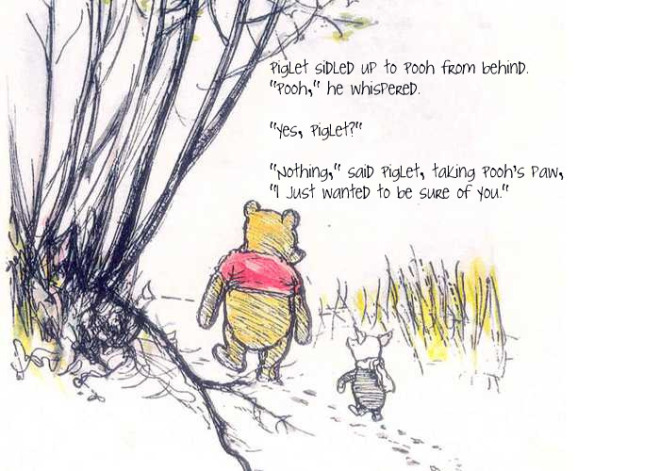 Piglet sidled up to Pooh from behind.
"Pooh," he whispered.
"Yes, Piglet?"
"Nothing," said Piglet, taking Pooh's paw,
"I just wanted to be sure of you."